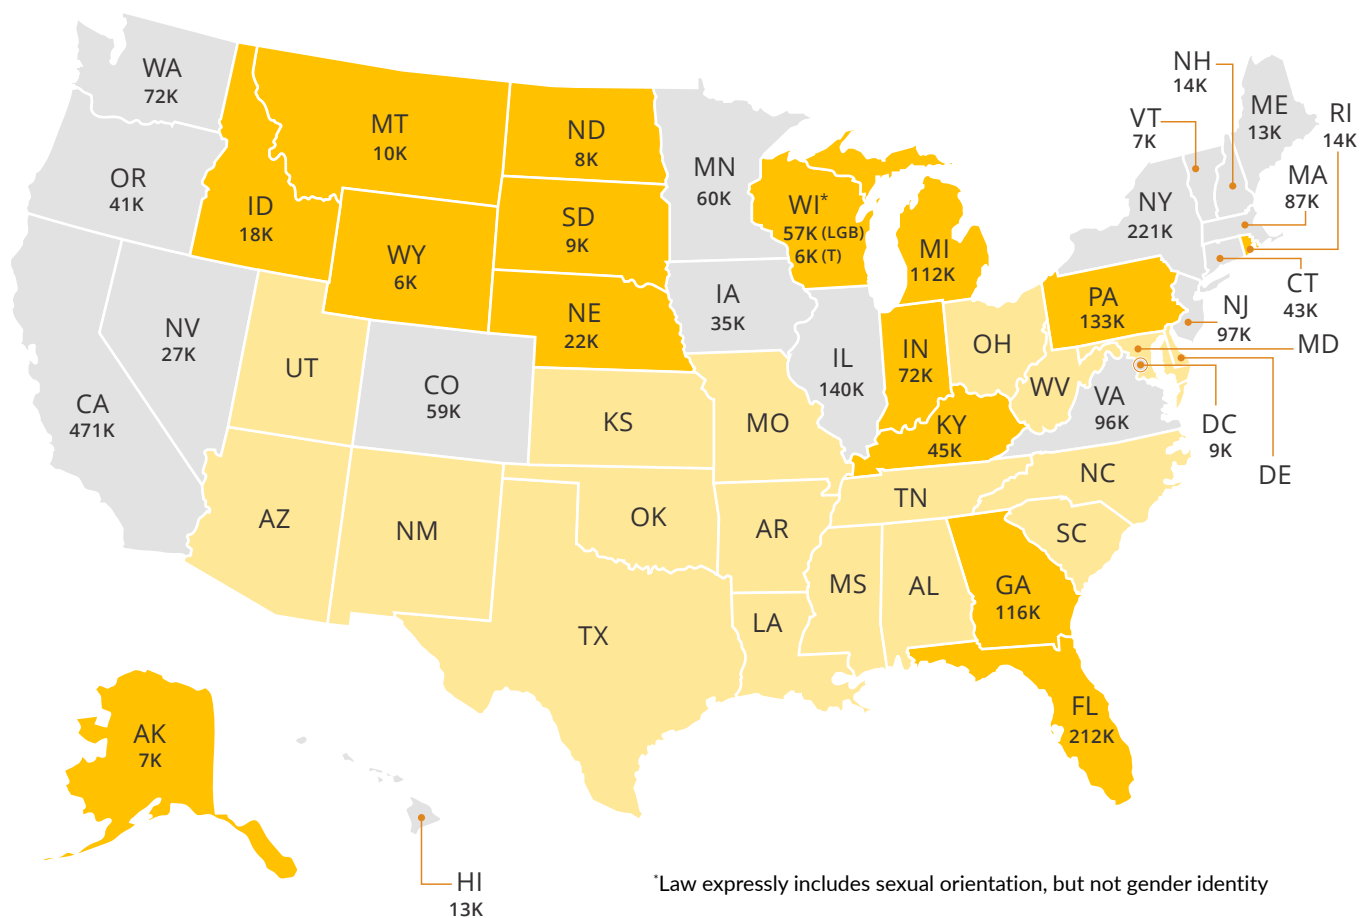 WA
72K
OR
41K
CA
471K
NV
27K
ID
18K
MT
10K
WY
6K
UT
AZ
CO
59K
NM
ND
8K
SD
9K
NE
22K
KS
OK
TX
MN
60K
IA
35K
MO
AR
LA
WI*
57K (LGB)
6K (T)
IL
140K
MI
112K
IN
72K
OH
KY
45K
TN
MS
AL
GA
116K
FL
212K
SC
NC
WV
VA
96K
PA
133K
NY
221K
VT
7K
NH
14K
ME
13K
RI
14K
MA
87K
CT
43K
NJ
97K
MD
DC
9K
DE
AK
7K
HI
13K
*Law expressly includes sexual orientation, but not gender identity